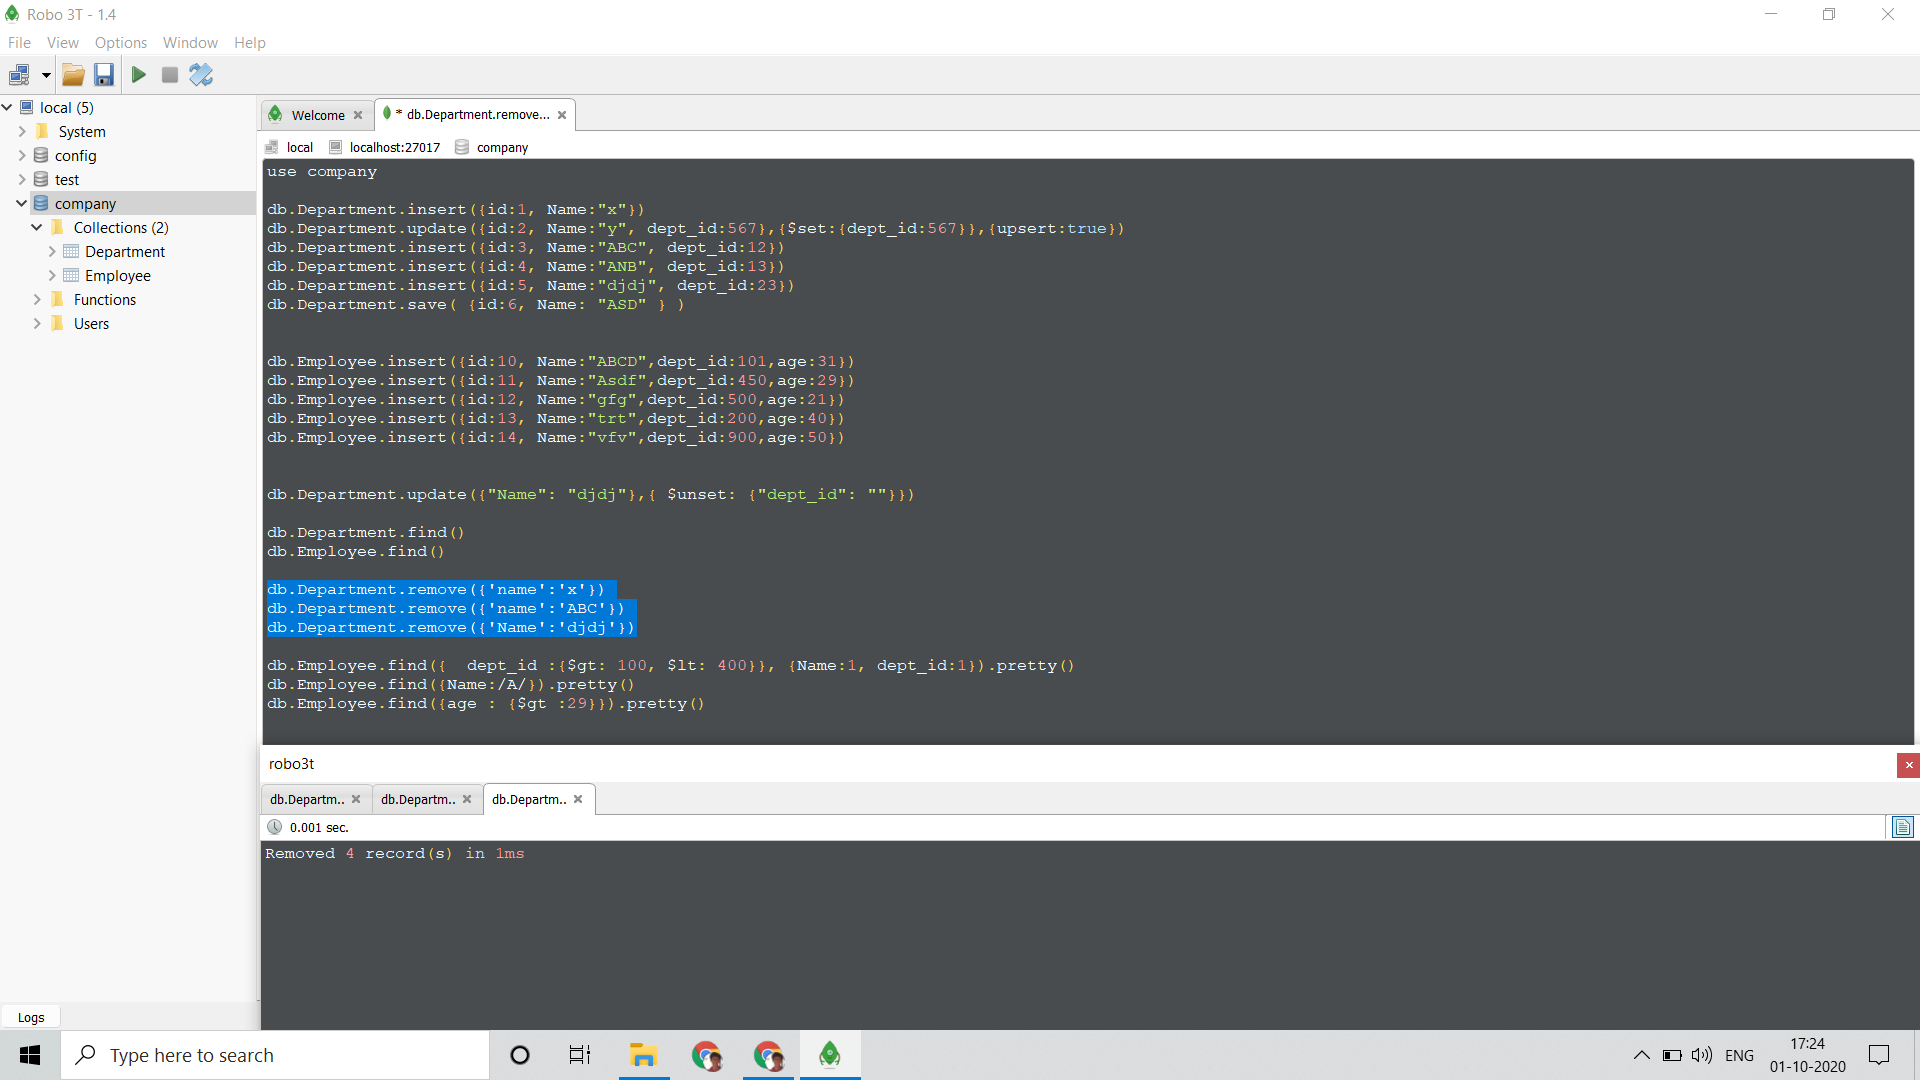 Robo 3T - 1.4
File View Options Window Help
local (5)
System
config
test
company
Collections (2)
Department
Employee
Functions
Users
Logs
Welcome
* db.Department.remove...
local localhost:27017 company
use company
db.Department.insert({id:1, Name:"x"})
db.Department.update({id:2, Name:"y", dept_id:567},{$set:{dept_id:567}},{upsert:true})
db.Department.insert({id:3, Name:"ABC", dept_id:12})
db.Department.insert({id:4, Name:"ANB", dept_id:13})
db.Department.insert({id:5, Name:"djdj", dept_id:23})
db.Department.save( {id:6, Name: "ASD" } )
db.Employee.insert({id:10, Name:"ABCD",dept_id:101,age:31})
db.Employee.insert({id:11, Name:"Asdf",dept_id:450,age:29})
db.Employee.insert({id:12, Name:"gfg",dept_id:500,age:21})
db.Employee.insert({id:13, Name:"trt",dept_id:200,age:40})
db.Employee.insert({id:14, Name:"vfv",dept_id:900,age:50})
db.Department.update({"Name": "djdj"},{ $unset: {"dept_id": ""}})
db.Department.find()
db.Employee.find()
db.Department.remove({'name':'x'})
db.Department.remove({'name':'ABC'})
db.Department.remove({'Name':'djdj'})
db.Employee.find({  dept_id :{$gt: 100, $lt: 400}}, {Name:1, dept_id:1}).pretty()
db.Employee.find({Name:/A/}).pretty()
db.Employee.find({age : {$gt :29}}).pretty()
robo3t
db.Departm.. db.Departm.. db.Departm..
0.001 sec.
Removed 4 record(s) in 1ms
Type here to search
ENG
17:24
01-10-2020